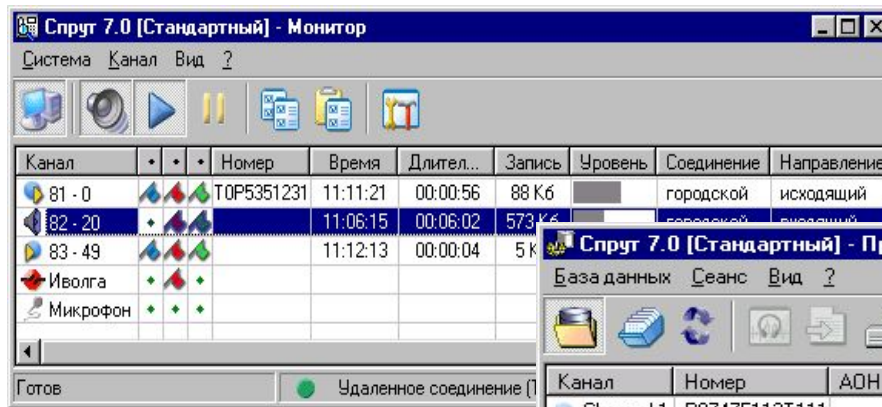 Спрут 7.0 [Стандартный] - Монитор
Система Канал Вид ?
Канал Номер Время Длител... Запись Уровень Соединение Направление
81 - 0 T0P5351231 11:11:21 00:00:56 88 Кб городской исходящий
82 - 20 11:06:15 00:06:02 573 Кб городской входящий
83 - 49 11:12:13 00:00:04 5 К
Иволга
Микрофон
Готов Удаленное соединение (Т
Спрут 7.0 [Стандартный] - Пр
База данных Сеанс Вид ?
Канал Номер АОН